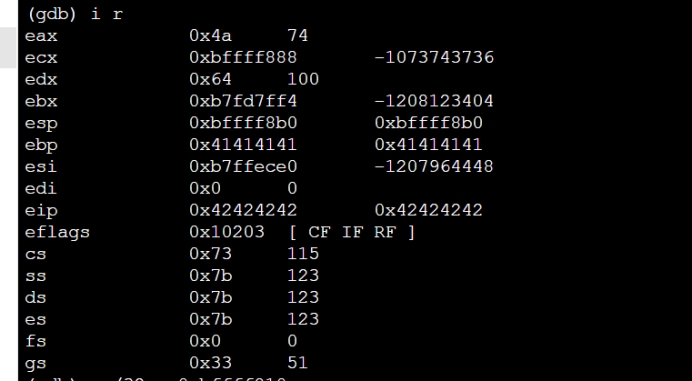 (gdb) i r
eax 0x4a 74
ecx 0xbffff888 -1073743736
edx 0x64 100
ebx 0xb7fd7ff4 -1208123404
esp 0xbffff8b0 0xbffff8b0
ebp 0x41414141 0x41414141
esi 0xb7ffece0 -1207964448
edi 0x0 0
eip 0x42424242 0x42424242
eflags 0x10203 [ CF IF RF ]
cs 0x73 115
ss 0x7b 123
ds 0x7b 123
es 0x7b 123
fs 0x0 0
gs 0x33 51